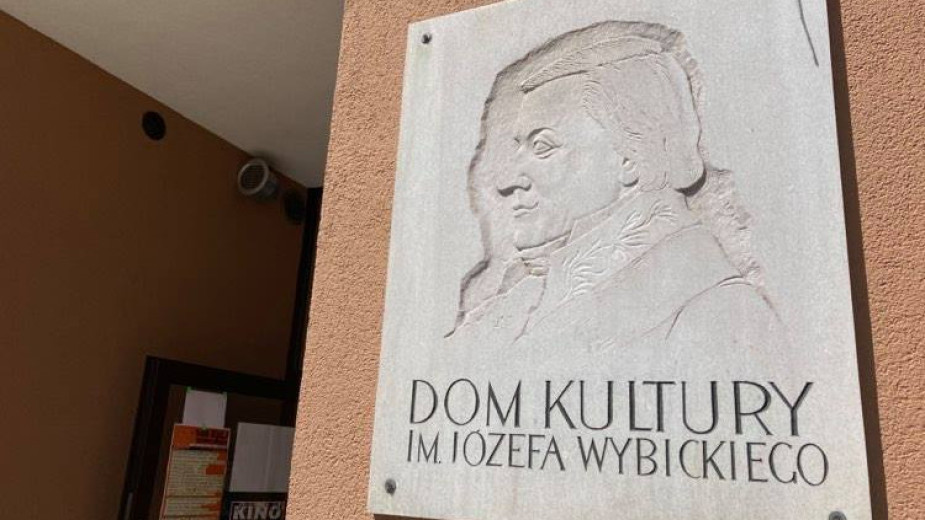 DOM KULTURY
IM. JÓZEFA WYBICKIEGO
KINO